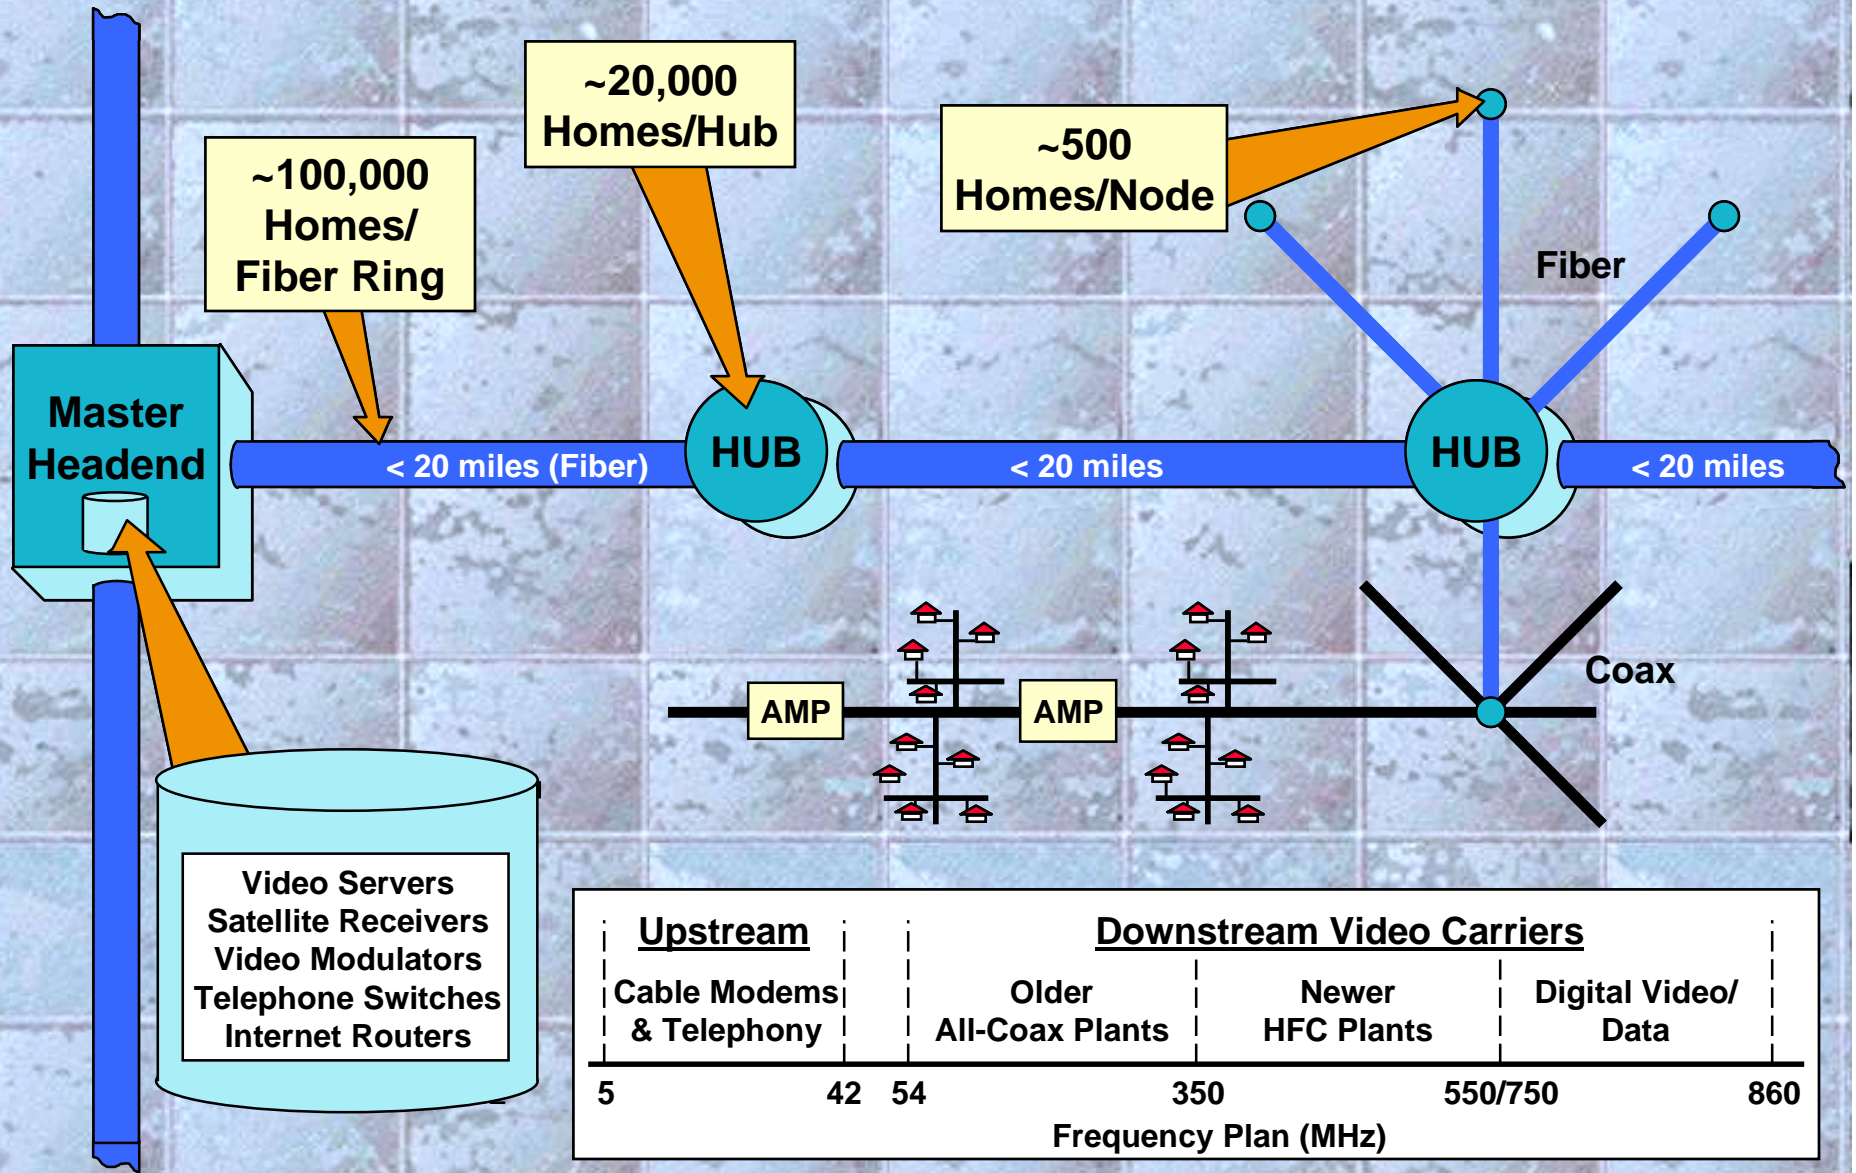 ~20,000
Homes/Hub
~500
Homes/Node
~100,000
Homes/
Fiber Ring
Fiber
Master
Headend
< 20 miles (Fiber)
HUB
< 20 miles
HUB
< 20 miles
Coax
AMP
AMP
Video Servers
Satellite Receivers
Video Modulators
Telephone Switches
Internet Routers
Upstream
Downstream Video Carriers
Cable Modems
& Telephony
Older
All-Coax Plants
Newer
HFC Plants
Digital Video/
Data
5 42 54 350 550/750 860
Frequency Plan (MHz)